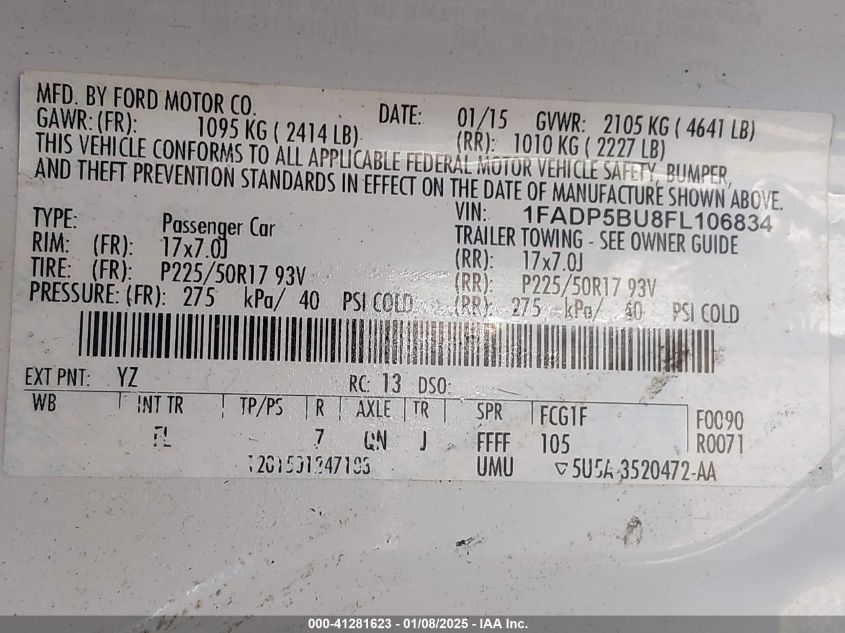 MFD. BY FORD MOTOR CO. DATE: 01/15 GVWR: 2105 KG ( 4641 LB)
GAWR: (FR): 1095 KG ( 2414 LB) (RR): 1010 KG ( 2227 LB)
THIS VEHICLE CONFORMS TO ALL APPLICABLE FEDERAL MOTOR VEHICLE SAFETY, BUMPER,
AND THEFT PREVENTION STANDARDS IN EFFECT ON THE DATE OF MANUFACTURE SHOWN ABOVE.
VIN: 1FADP5BU8FL106834
TYPE: Passenger Car TRAILER TOWING - SEE OWNER GUIDE
RIM: (FR): 17x7.0J (RR): 17x7.0J
TIRE: (FR): P225/50R17 93V (RR): P225/50R17 93V
PRESSURE: (FR): 275 kPa/ 40 PSI COLD (RR): 275 kPa/ 40 PSI COLD
EXT PNT: YZ RC: 13 DSO:
WB INT TR TP/PS R AXLE TR SPR FCG1F F0090
FL 7 QN J FFFF 105 R0071
UMU 5U5A-3520472-AA
000-41281623 - 01/08/2025 - IAA Inc.